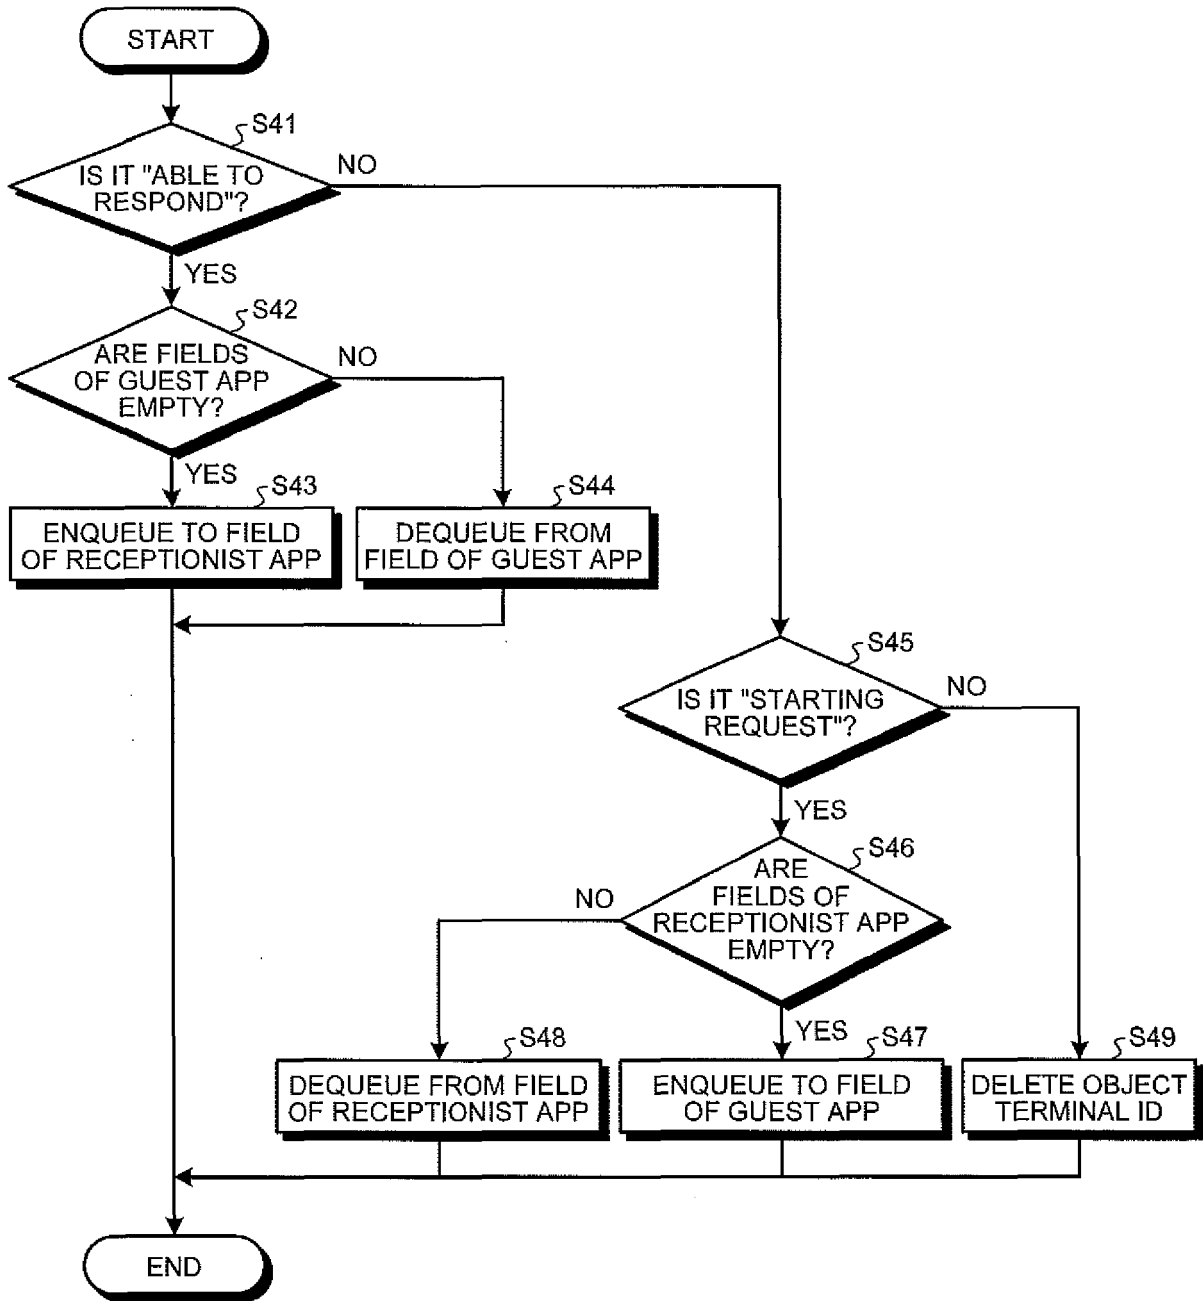 START
S41
IS IT "ABLE TO
RESPOND"?
NO
YES
S42
ARE FIELDS
OF GUEST APP
EMPTY?
NO
YES
S43
ENQUEUE TO FIELD
OF RECEPTIONIST APP
S44
DEQUEUE FROM
FIELD OF GUEST APP
S45
IS IT "STARTING
REQUEST"?
NO
YES
S46
ARE
FIELDS OF
RECEPTIONIST APP
EMPTY?
NO
YES
S48
DEQUEUE FROM FIELD
OF RECEPTIONIST APP
S47
ENQUEUE TO FIELD
OF GUEST APP
S49
DELETE OBJECT
TERMINAL ID
END